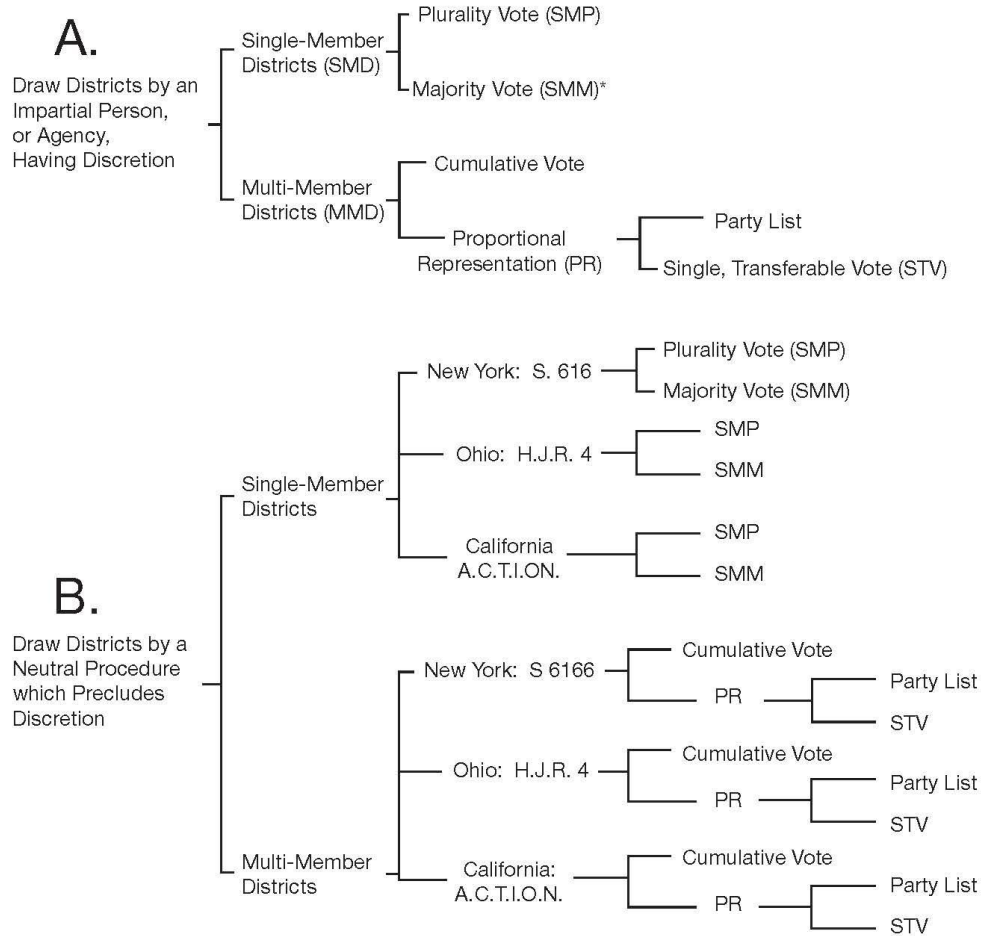 A.
Draw Districts by an
Impartial Person,
or Agency,
Having Discretion
Single-Member
Districts (SMD)
Plurality Vote (SMP)
Majority Vote (SMM)*
Multi-Member
Districts (MMD)
Cumulative Vote
Proportional
Representation (PR)
Party List
Single, Transferable Vote (STV)
B.
Draw Districts by a
Neutral Procedure
which Precludes
Discretion
Single-Member
Districts
New York: S. 616
Plurality Vote (SMP)
Majority Vote (SMM)
Ohio: H.J.R. 4
SMP
SMM
California
A.C.T.I.ON.
SMP
SMM
Multi-Member
Districts
New York: S 6166
Cumulative Vote
PR
Party List
STV
Ohio: H.J.R. 4
Cumulative Vote
PR
Party List
STV
California:
A.C.T.I.O.N.
Cumulative Vote
PR
Party List
STV